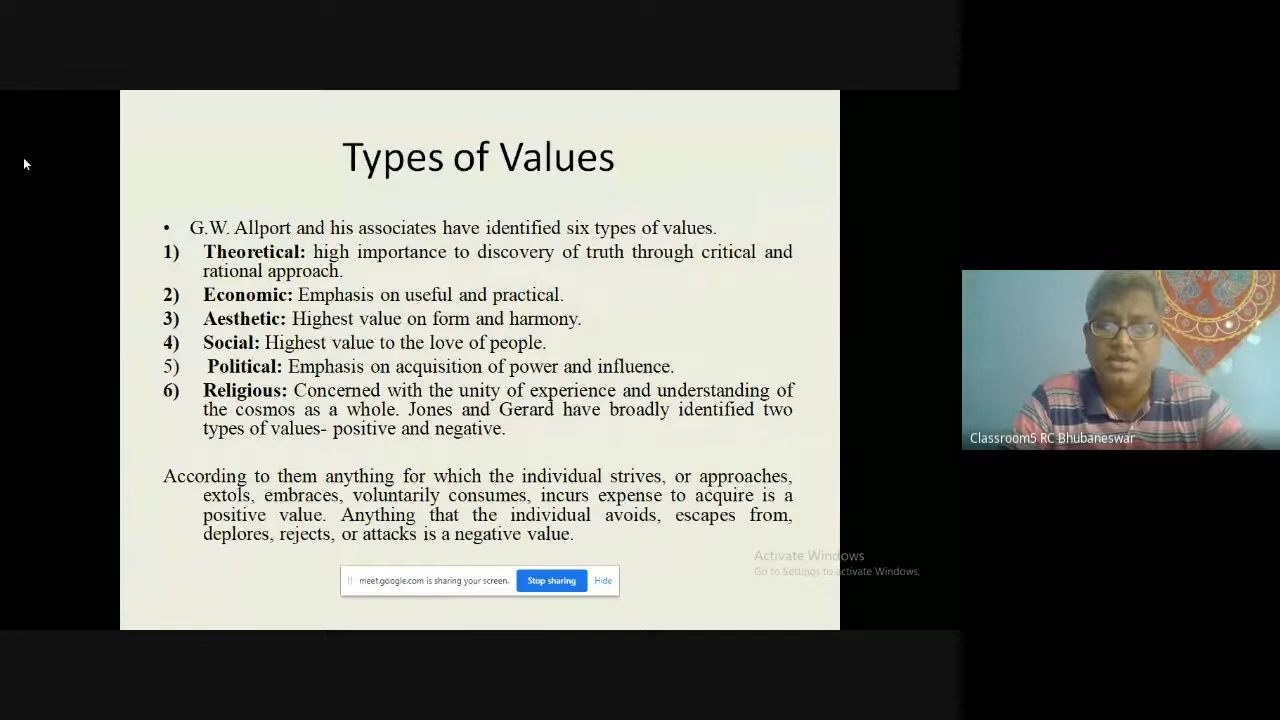 Types of Values
• G.W. Allport and his associates have identified six types of values.
1) Theoretical: high importance to discovery of truth through critical and
rational approach.
2) Economic: Emphasis on useful and practical.
3) Aesthetic: Highest value on form and harmony.
4) Social: Highest value to the love of people.
5) Political: Emphasis on acquisition of power and influence.
6) Religious: Concerned with the unity of experience and understanding of
the cosmos as a whole. Jones and Gerard have broadly identified two
types of values- positive and negative.
According to them anything for which the individual strives, or approaches,
extols, embraces, voluntarily consumes, incurs expense to acquire is a
positive value. Anything that the individual avoids, escapes from,
deplores, rejects, or attacks is a negative value.
Activate Windows
Go to Settings to activate Windows.
meet.google.com is sharing your screen. Stop sharing Hide
Classroom5 RC Bhubaneswar